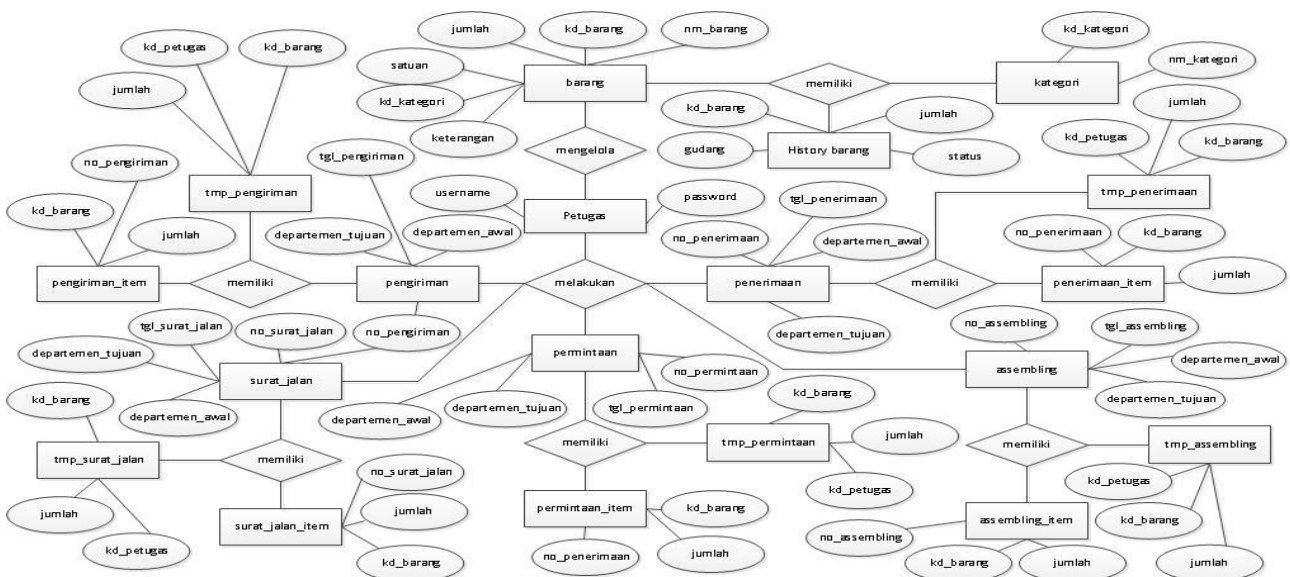 jumlah
kd_barang
nm_barang
kd_kategori
kd_petugas
kd_barang
satuan
barang
memiliki
kategori
nm_kategori
jumlah
kd_kategori
kd_barang
jumlah
jumlah
keterangan
kd_petugas
kd_barang
no_pengiriman
tgl_pengiriman
mengelola
gudang
History barang
status
tmp_pengiriman
username
password
tgl_penerimaan
tmp_penerimaan
kd_barang
jumlah
departemen_tujuan
departemen_awal
Petugas
no_penerimaan
departemen_awal
no_penerimaan
kd_barang
pengiriman_item
memiliki
pengiriman
melakukan
penerimaan
memiliki
penerimaan_item
jumlah
tgl_surat_jalan
no_surat_jalan
no_pengiriman
departemen_tujuan
no_assembling
tgl_assembling
departemen_tujuan
surat_jalan
permintaan
no_permintaan
assembling
departemen_awal
kd_barang
departemen_awal
departemen_awal
departemen_tujuan
tgl_permintaan
kd_barang
departemen_tujuan
tmp_surat_jalan
memiliki
memiliki
tmp_permintaan
jumlah
memiliki
tmp_assembling
no_surat_jalan
kd_petugas
kd_petugas
jumlah
surat_jalan_item
jumlah
permintaan_item
kd_barang
assembling_item
kd_barang
kd_petugas
kd_barang
no_penerimaan
jumlah
no_assembling
kd_barang
jumlah
jumlah